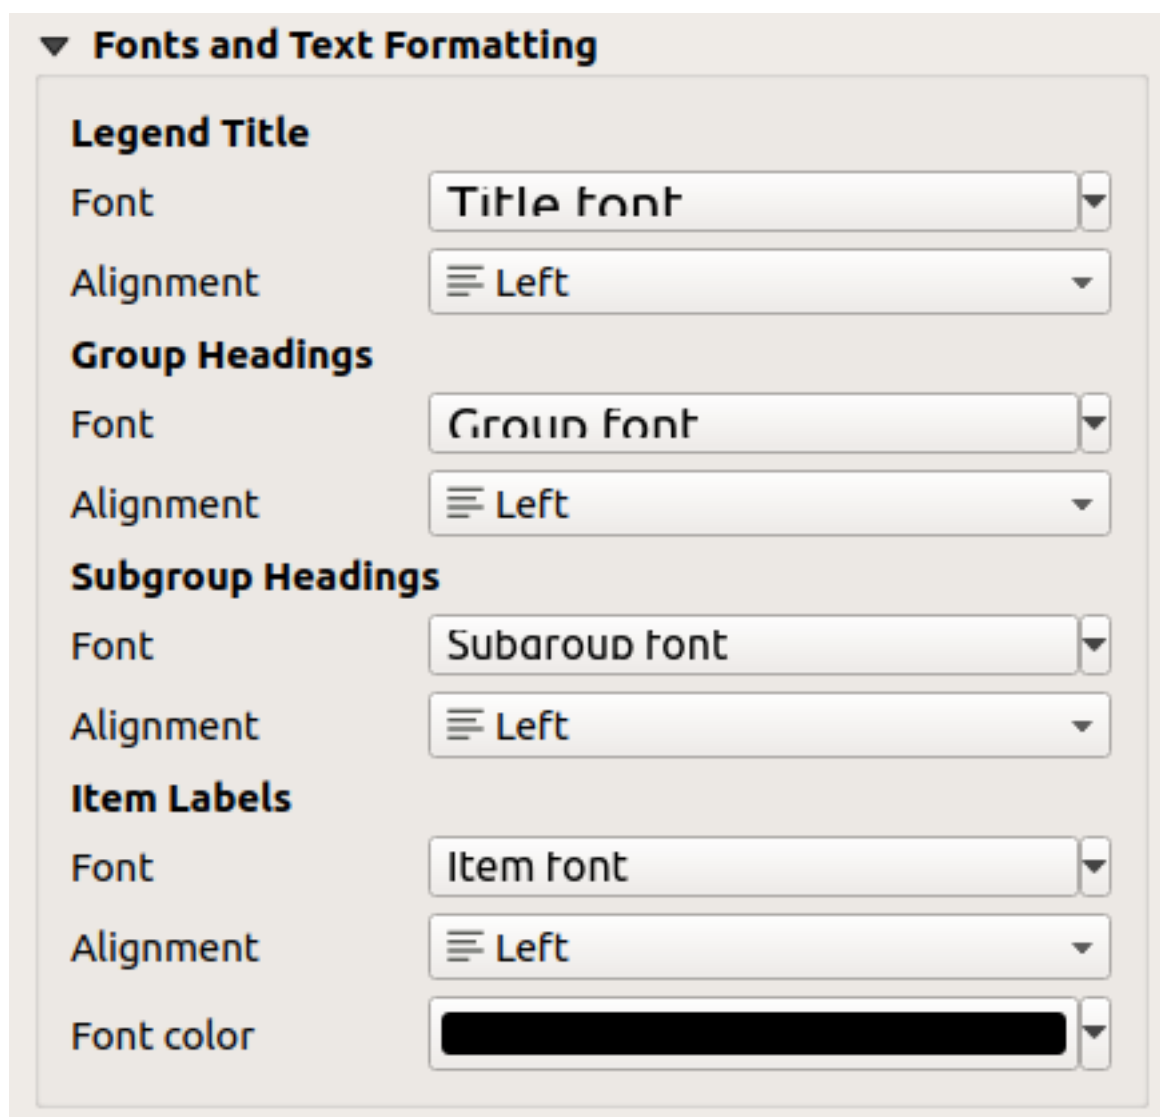 Fonts and Text Formatting
Legend Title
Font Title font
Alignment Left
Group Headings
Font Group font
Alignment Left
Subgroup Headings
Font Subgroup font
Alignment Left
Item Labels
Font Item font
Alignment Left
Font color